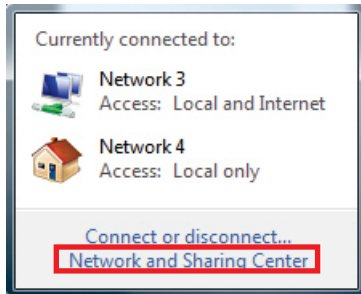 Currently connected to:
Network 3
Access: Local and Internet
Network 4
Access: Local only
Connect or disconnect...
Network and Sharing Center